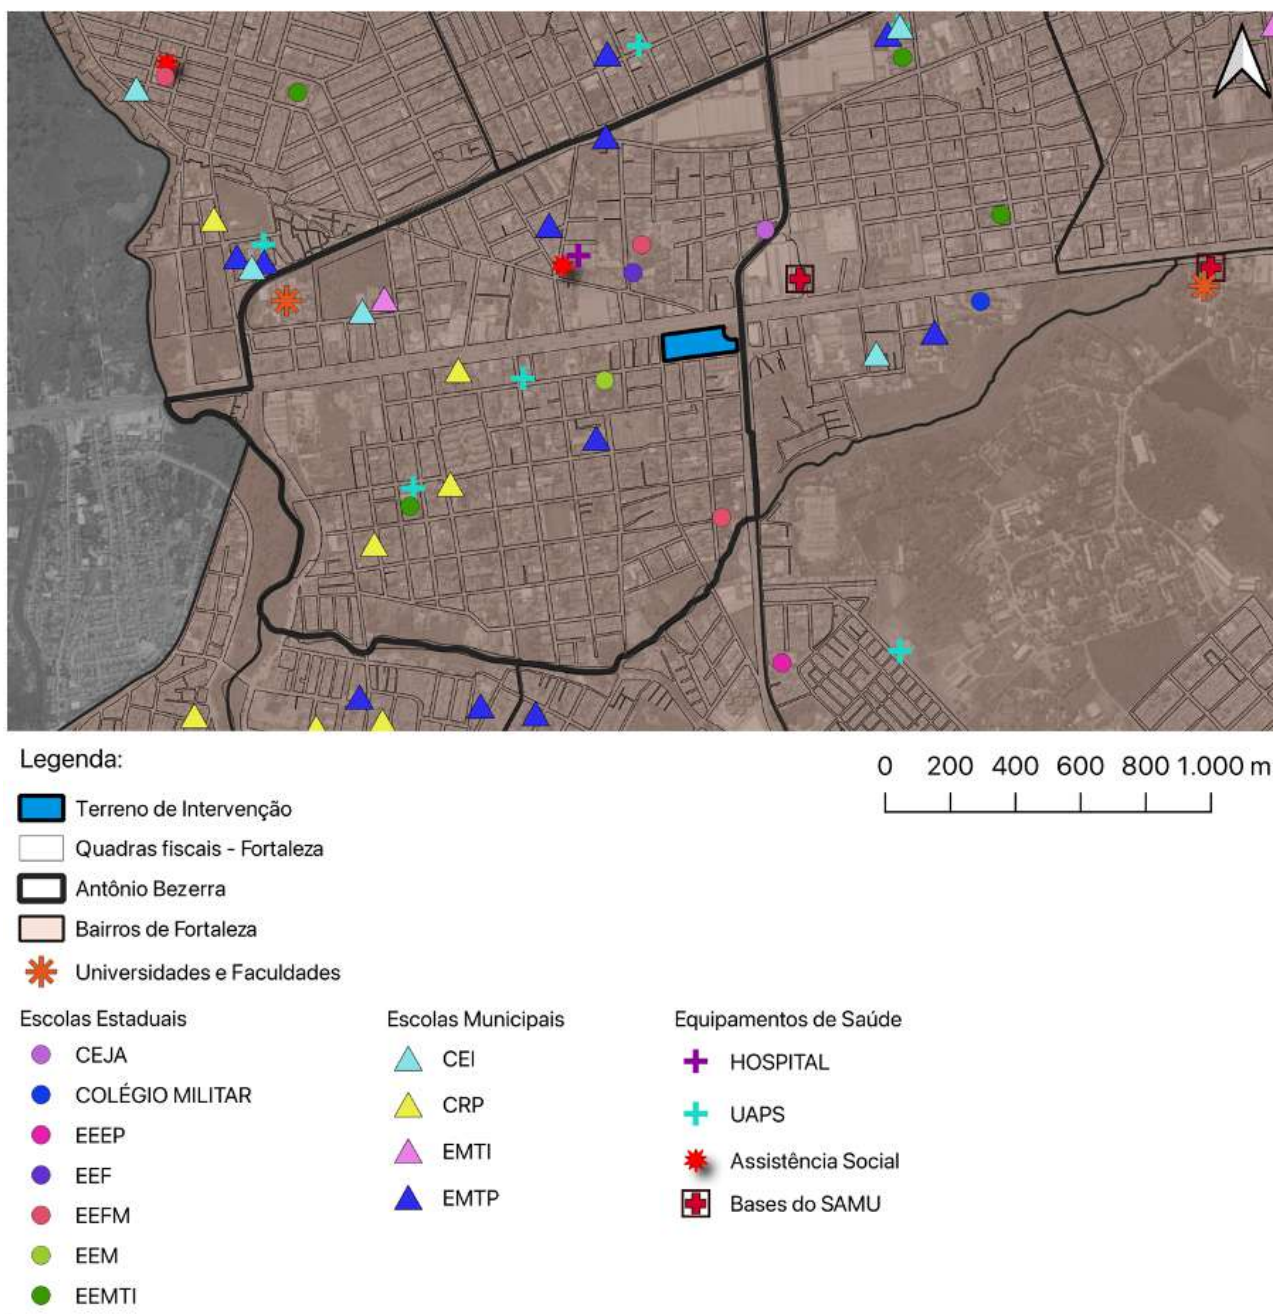 Legenda:
0 200 400 600 800 1.000 m
Terreno de Intervenção
Quadras fiscais - Fortaleza
Antônio Bezerra
Bairros de Fortaleza
Universidades e Faculdades
Escolas Estaduais
CEJA
COLÉGIO MILITAR
EEEP
EEF
EEFM
EEM
EEMTI
Escolas Municipais
CEI
CRP
EMTI
EMTP
Equipamentos de Saúde
HOSPITAL
UAPS
Assistência Social
Bases do SAMU